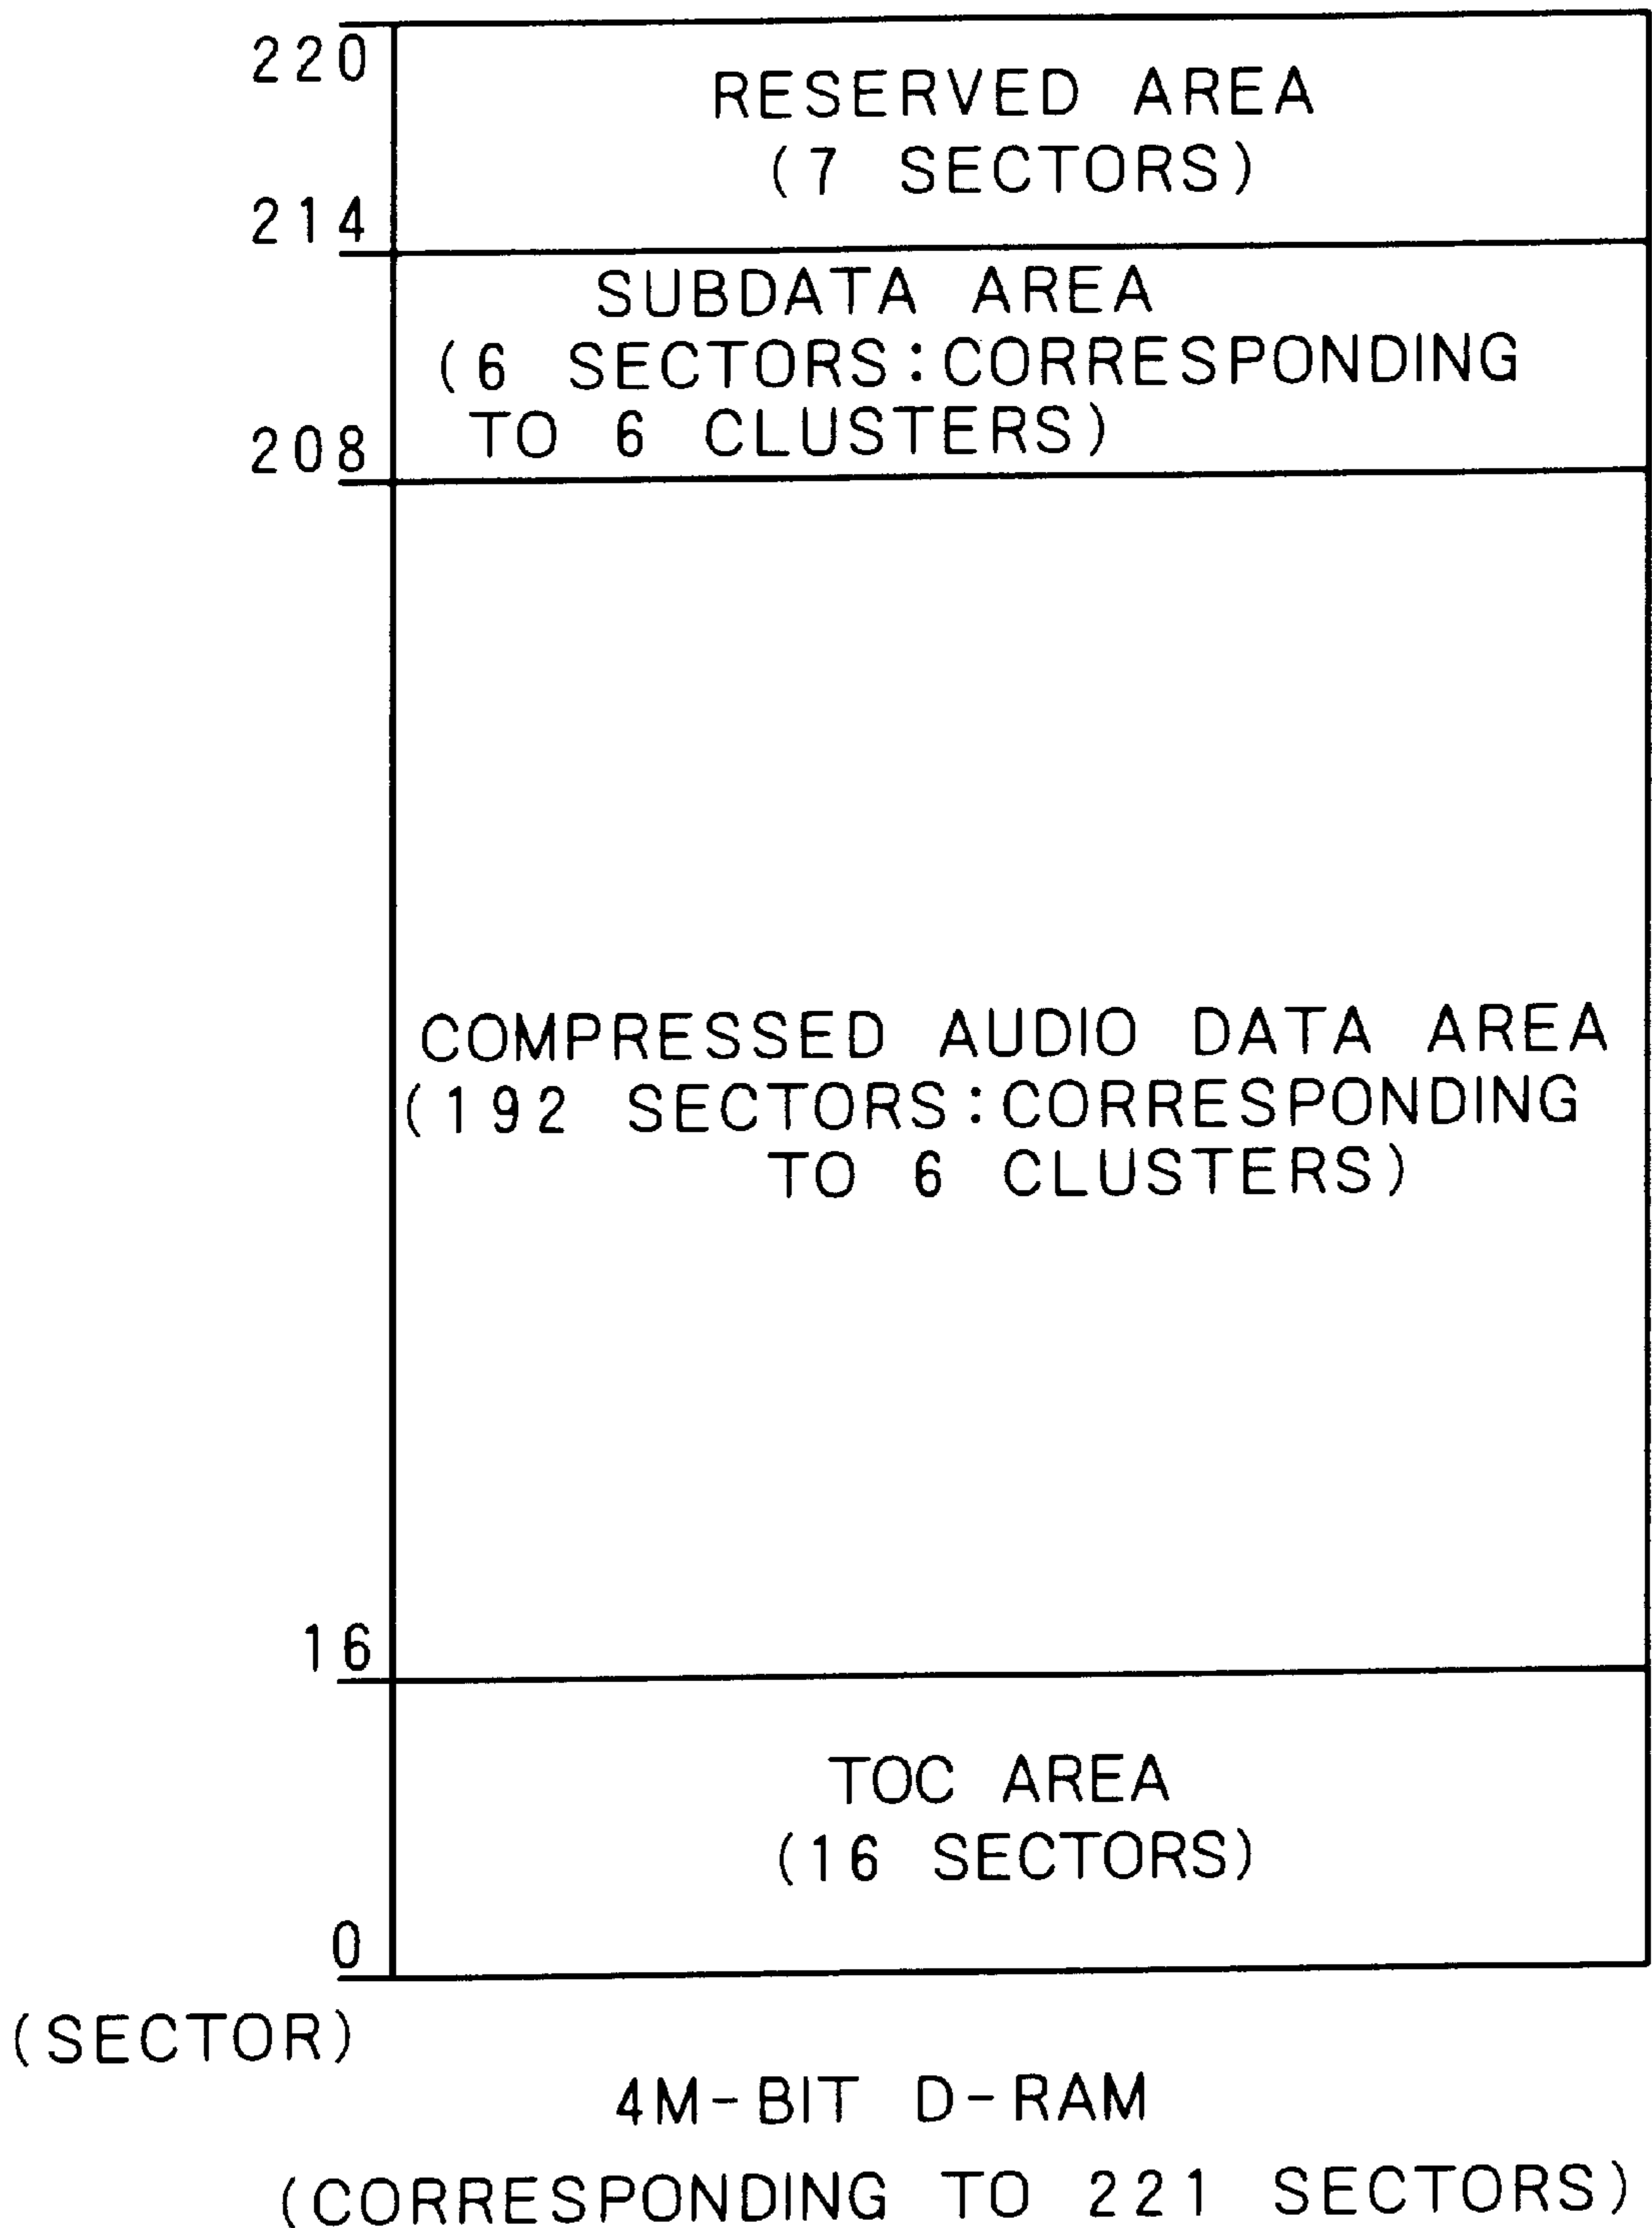 220
RESERVED AREA
(7 SECTORS)
214
SUBDATA AREA
(6 SECTORS:CORRESPONDING
TO 6 CLUSTERS)
208
COMPRESSED AUDIO DATA AREA
(192 SECTORS:CORRESPONDING
TO 6 CLUSTERS)
16
TOC AREA
(16 SECTORS)
0
(SECTOR)
4M-BIT D-RAM
(CORRESPONDING TO 221 SECTORS)